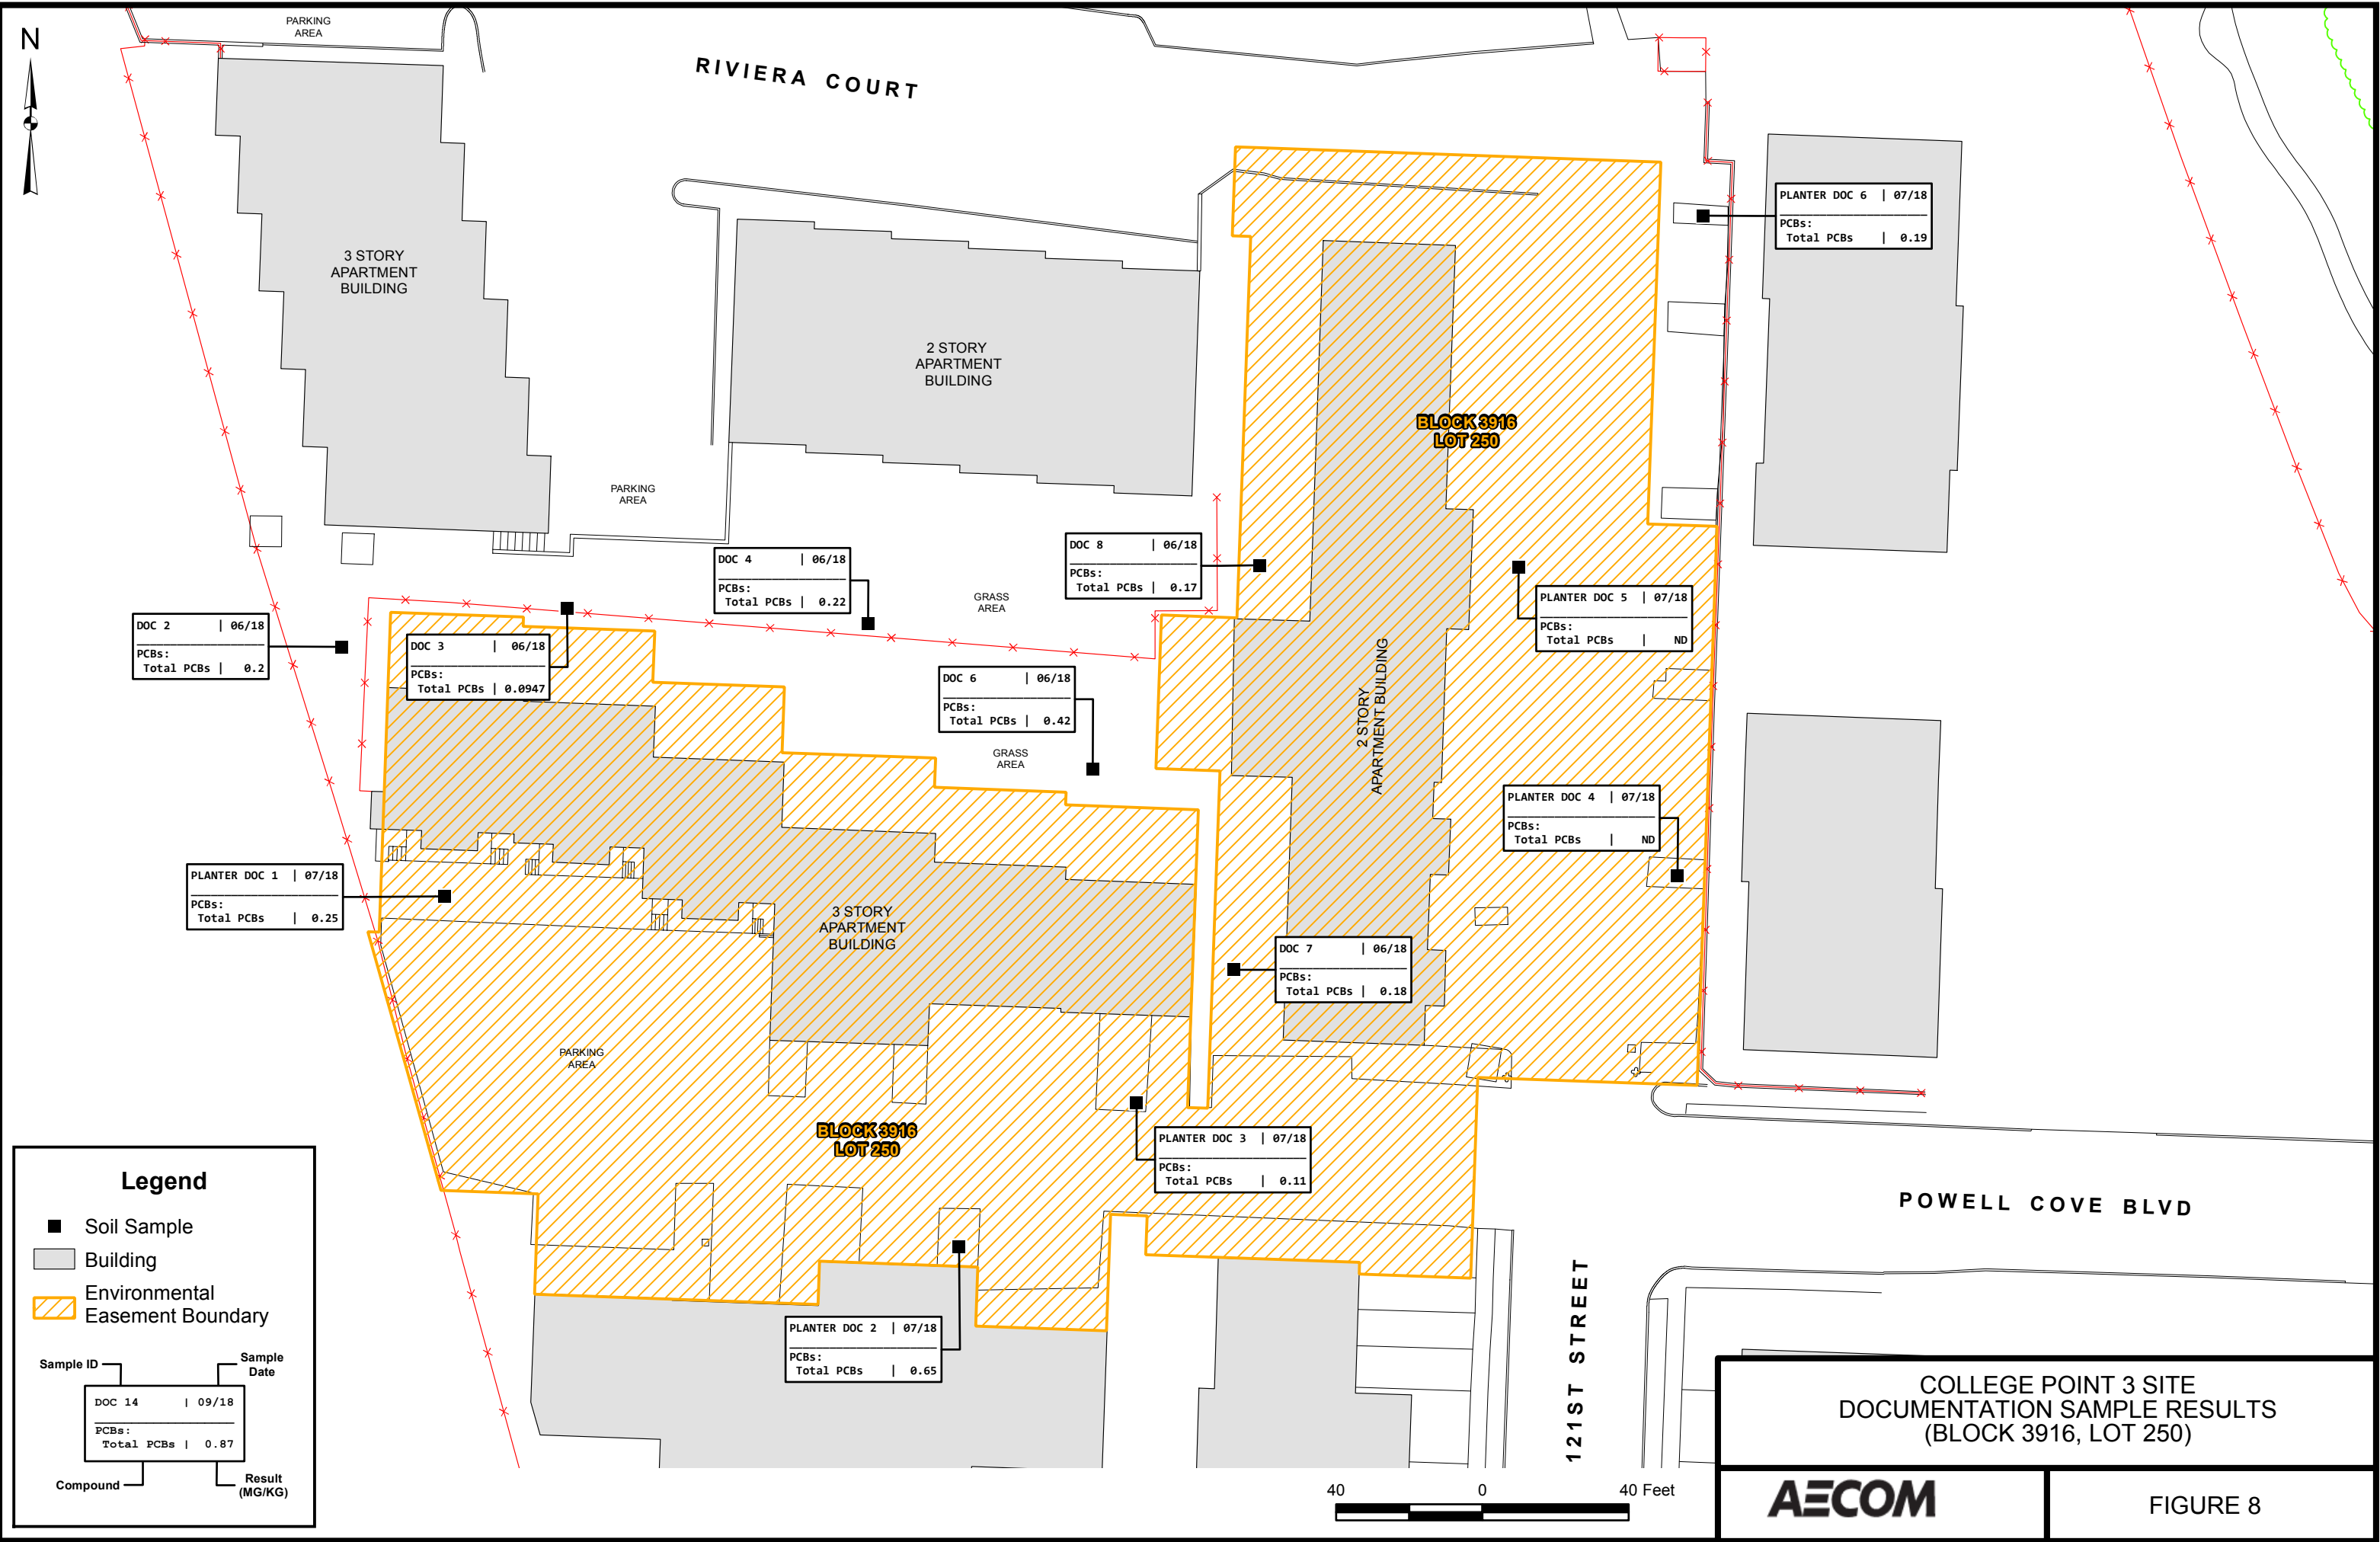 PARKING
AREA
N
RIVIERA COURT
PLANTER DOC 6 | 07/18
PCBs:
Total PCBs | 0.19
3 STORY
APARTMENT
BUILDING
2 STORY
APARTMENT
BUILDING
BLOCK 3916
LOT 250
PARKING
AREA
DOC 4 | 06/18
PCBs:
Total PCBs | 0.22
DOC 8 | 06/18
PCBs:
Total PCBs | 0.17
GRASS
AREA
PLANTER DOC 5 | 07/18
PCBs:
Total PCBs | ND
DOC 2 | 06/18
PCBs:
Total PCBs | 0.2
DOC 3 | 06/18
PCBs:
Total PCBs | 0.0947
DOC 6 | 06/18
PCBs:
Total PCBs | 0.42
2 STORY
APARTMENT BUILDING
GRASS
AREA
PLANTER DOC 4 | 07/18
PCBs:
Total PCBs | ND
PLANTER DOC 1 | 07/18
PCBs:
Total PCBs | 0.25
3 STORY
APARTMENT
BUILDING
DOC 7 | 06/18
PCBs:
Total PCBs | 0.18
PARKING
AREA
BLOCK 3916
LOT 250
PLANTER DOC 3 | 07/18
PCBs:
Total PCBs | 0.11
POWELL COVE BLVD
121ST STREET
PLANTER DOC 2 | 07/18
PCBs:
Total PCBs | 0.65
Legend
Soil Sample
Building
Environmental
Easement Boundary
Sample ID
Sample
Date
DOC 14 | 09/18
PCBs:
Total PCBs | 0.87
Compound
Result
(MG/KG)
40 0 40 Feet
COLLEGE POINT 3 SITE
DOCUMENTATION SAMPLE RESULTS
(BLOCK 3916, LOT 250)
AECOM
FIGURE 8